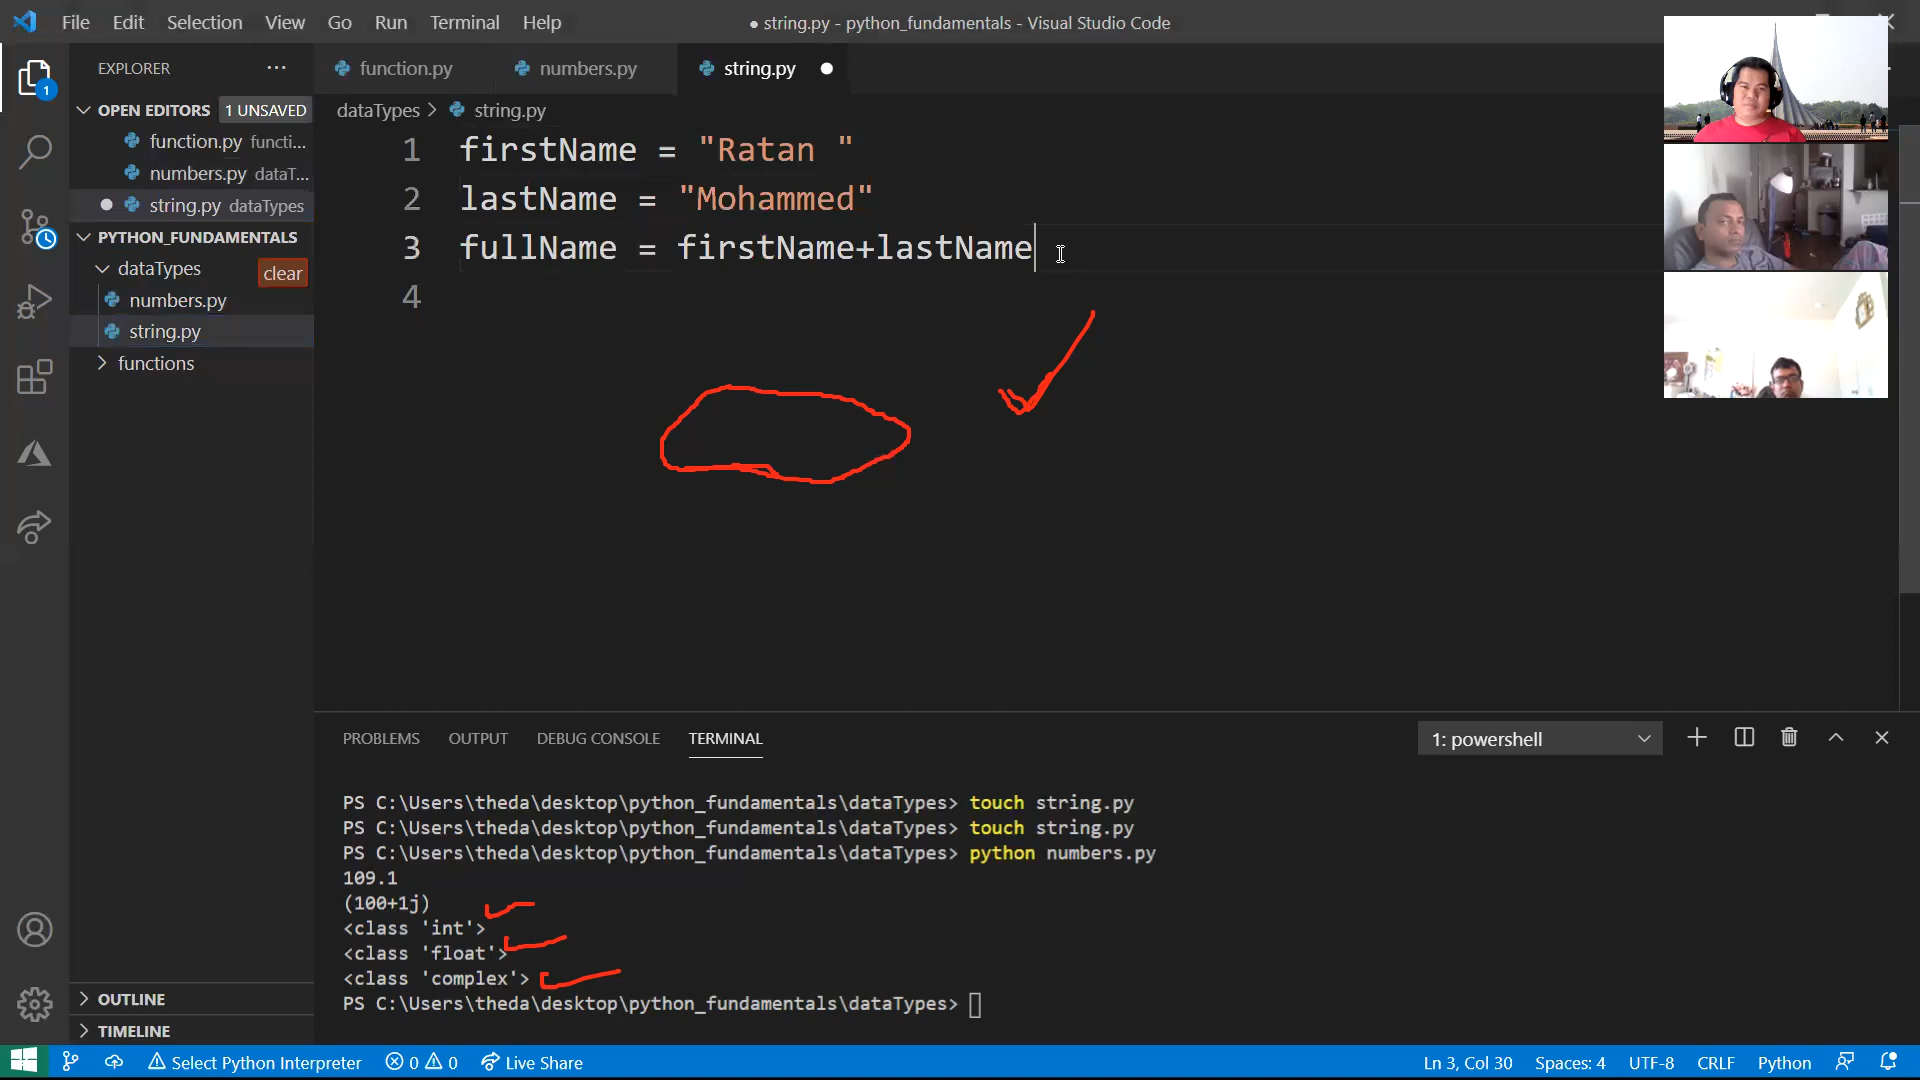 File Edit Selection View Go Run Terminal Help
● string.py - python_fundamentals - Visual Studio Code
EXPLORER ···
OPEN EDITORS 1 UNSAVED
function.py functi...
numbers.py dataT...
string.py dataTypes
PYTHON_FUNDAMENTALS
dataTypes
clear
numbers.py
string.py
functions
OUTLINE
TIMELINE
1
function.py numbers.py string.py
dataTypes > string.py
1 firstName = "Ratan "
2 lastName = "Mohammed"
3 fullName = firstName+lastName
4
PROBLEMS OUTPUT DEBUG CONSOLE TERMINAL
1: powershell
PS C:\Users\theda\desktop\python_fundamentals\dataTypes> touch string.py
PS C:\Users\theda\desktop\python_fundamentals\dataTypes> touch string.py
PS C:\Users\theda\desktop\python_fundamentals\dataTypes> python numbers.py
109.1
(100+1j)
<class 'int'>
<class 'float'>
<class 'complex'>
PS C:\Users\theda\desktop\python_fundamentals\dataTypes>
Select Python Interpreter 0 0 Live Share
Ln 3, Col 30 Spaces: 4 UTF-8 CRLF Python